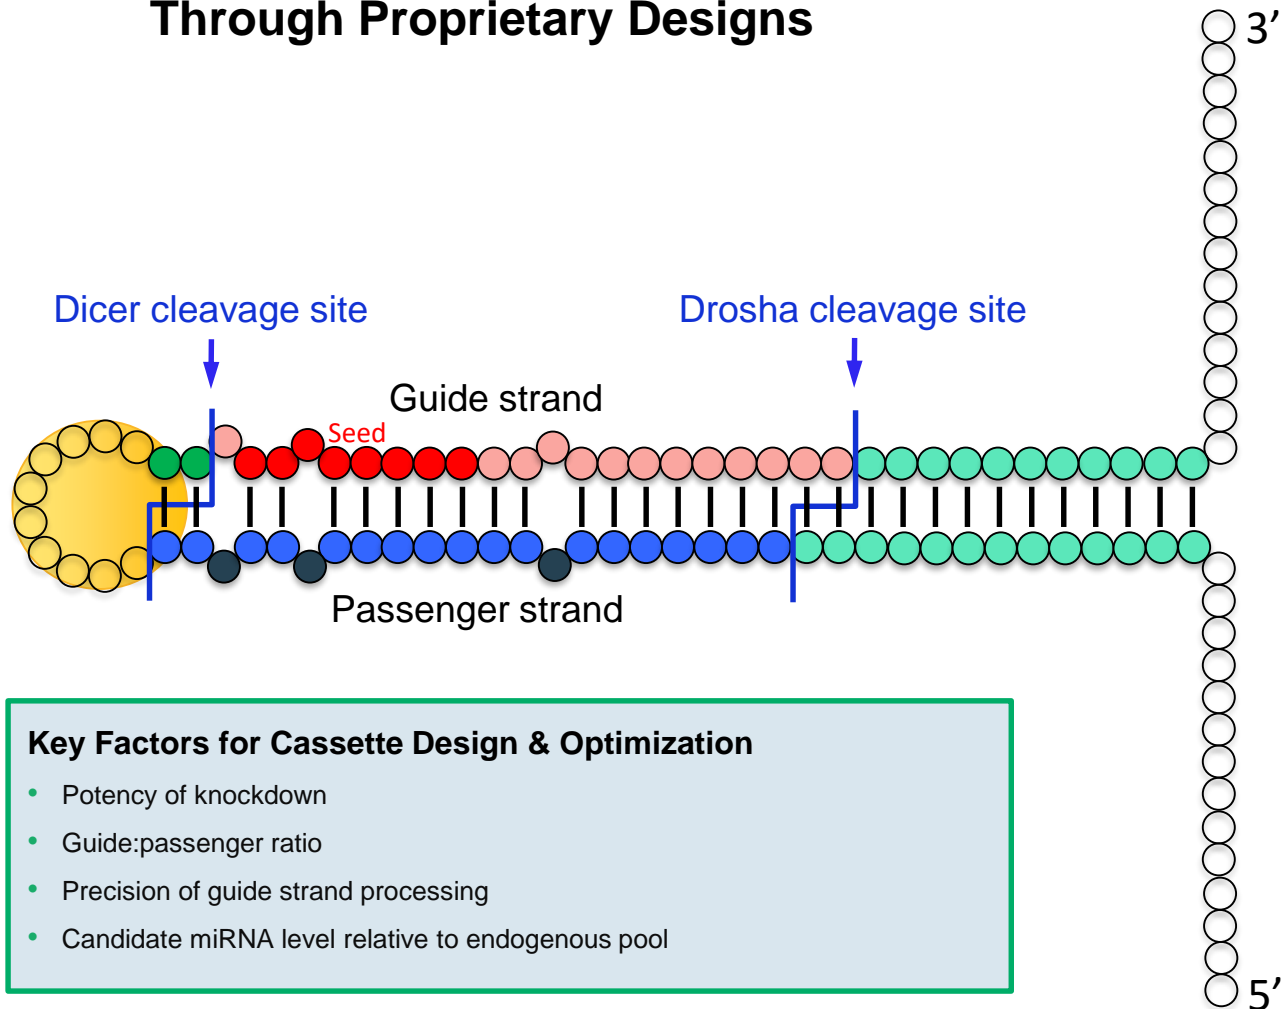 Through Proprietary Designs
3’
Dicer cleavage site
Drosha cleavage site
Guide strand
Seed
Passenger strand
Key Factors for Cassette Design & Optimization
• Potency of knockdown
• Guide:passenger ratio
• Precision of guide strand processing
• Candidate miRNA level relative to endogenous pool
5’